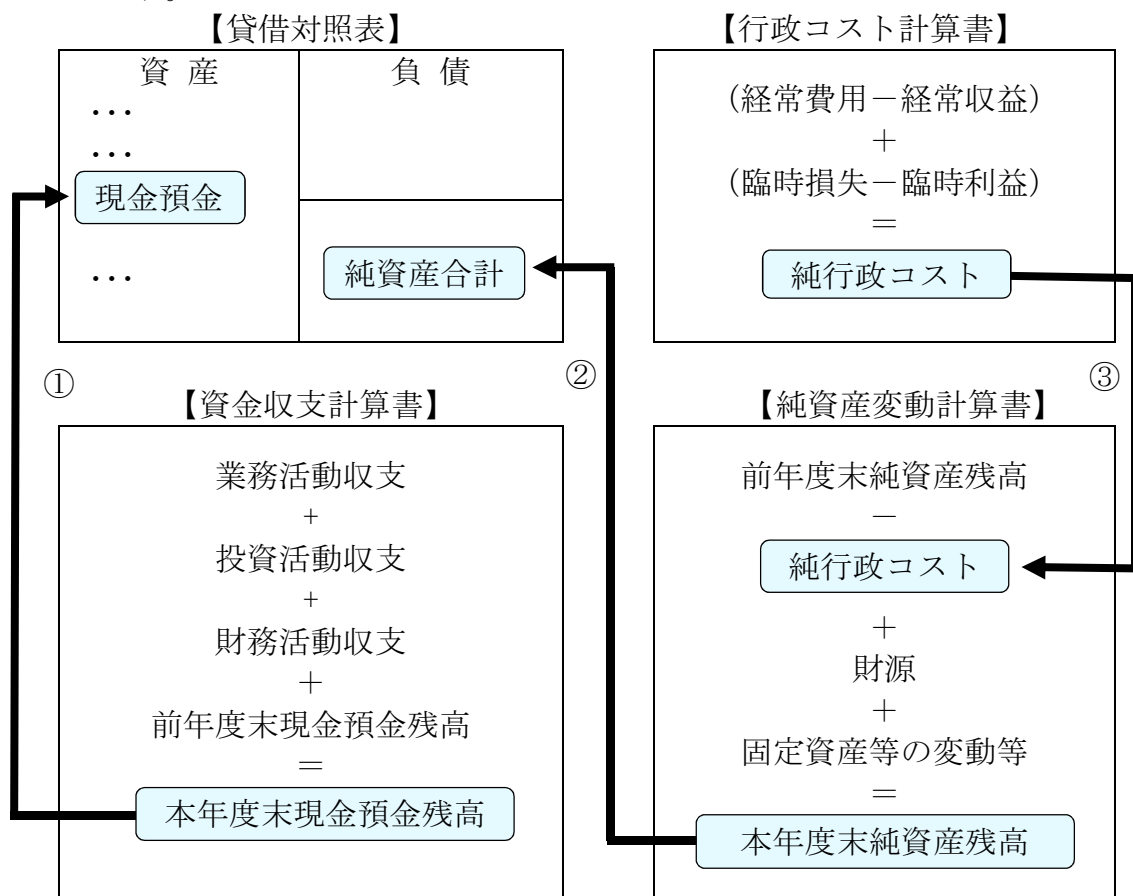 【貸借対照表】
資 産
負 債
…
…
現金預金
…
純資産合計
【行政コスト計算書】
(経常費用－経常収益)
＋
(臨時損失－臨時利益)
＝
純行政コスト
①
②
③
【資金収支計算書】
業務活動収支
+
投資活動収支
+
財務活動収支
＋
前年度末現金預金残高
＝
本年度末現金預金残高
【純資産変動計算書】
前年度末純資産残高
－
純行政コスト
＋
財源
＋
固定資産等の変動等
＝
本年度末純資産残高